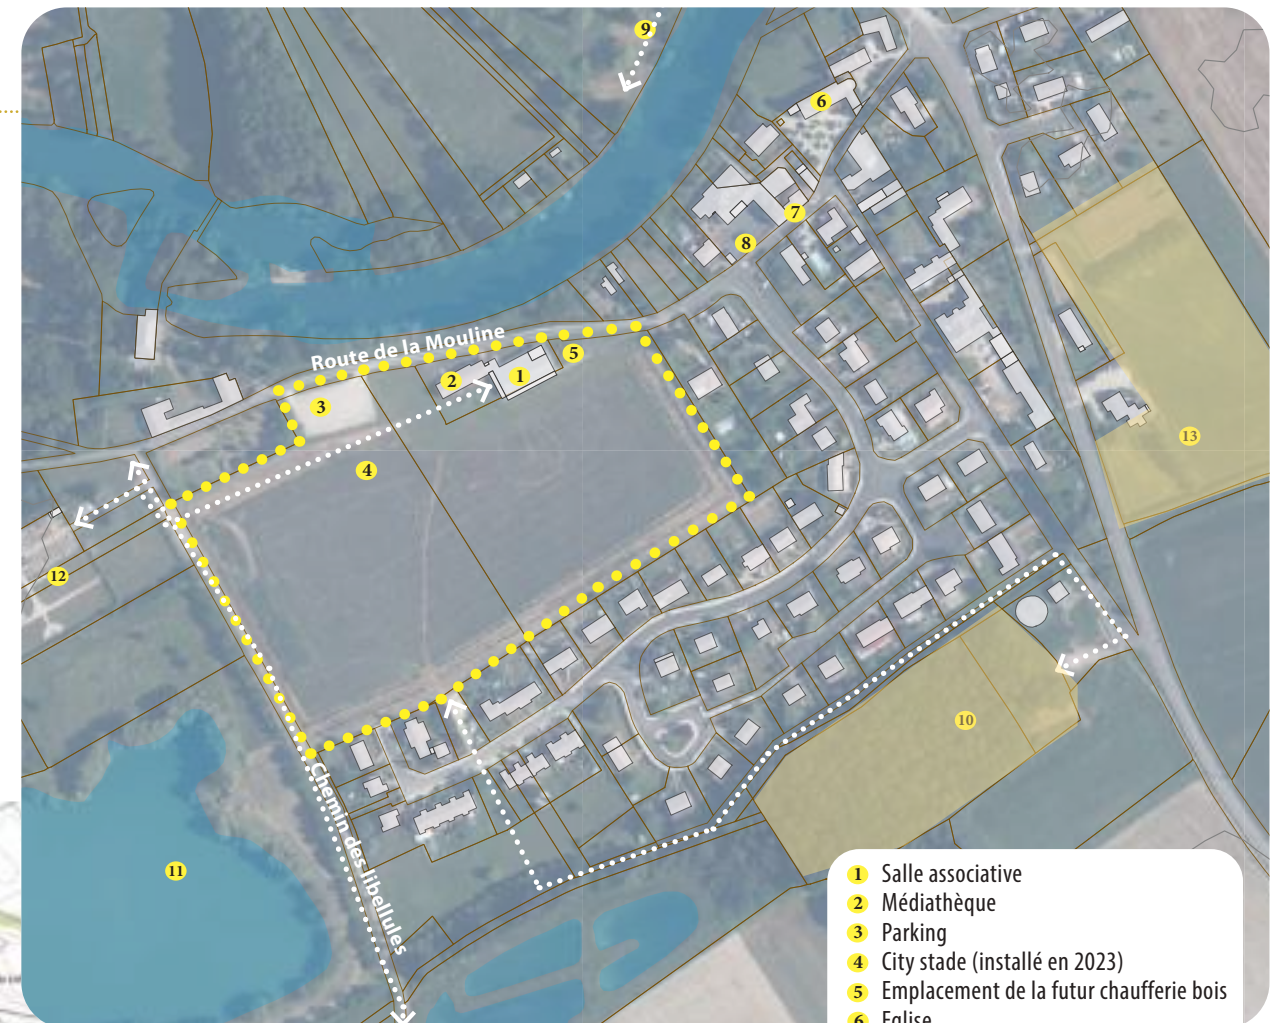 9
6
7
8
Route de la Mouline
5
2
1
3
4
13
12
10
11
Chemin des libellules
1 Salle associative
2 Médiathèque
3 Parking
4 City stade (installé en 2023)
5 Emplacement de la futur chaufferie bois
6 Eglise